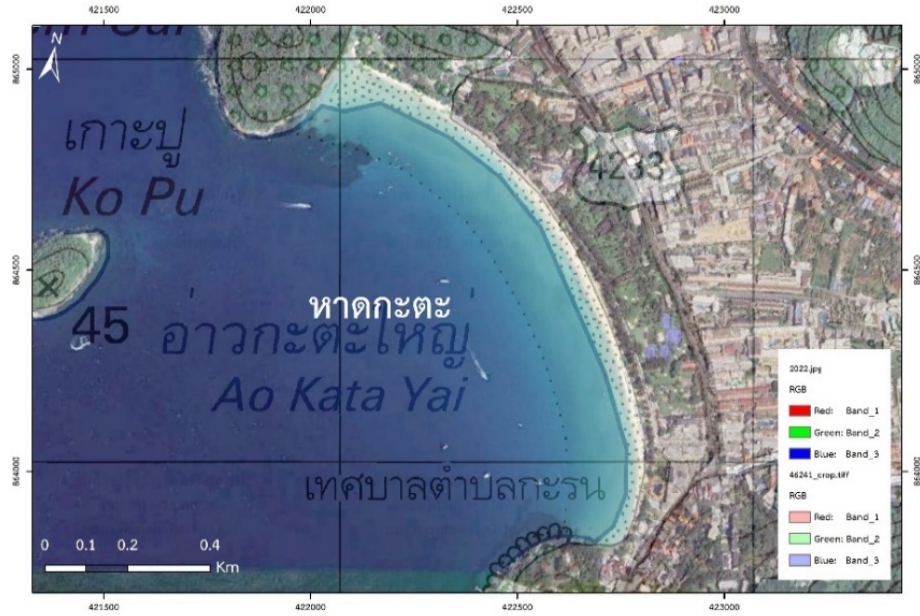 421500 422000 422500 423000
865000
864500
864000
N
เกาะปู
Ko Pu
4233
45
หาดกะตะ
อ่าวกะตะใหญ่
Ao Kata Yai
เทศบาลตำบลกะรน
0 0.1 0.2 0.4
Km
2022.jpg
RGB
Red: Band_1
Green: Band_2
Blue: Band_3
46241_crop.tiff
RGB
Red: Band_1
Green: Band_2
Blue: Band_3
865000
864500
864000
421500 422000 422500 423000